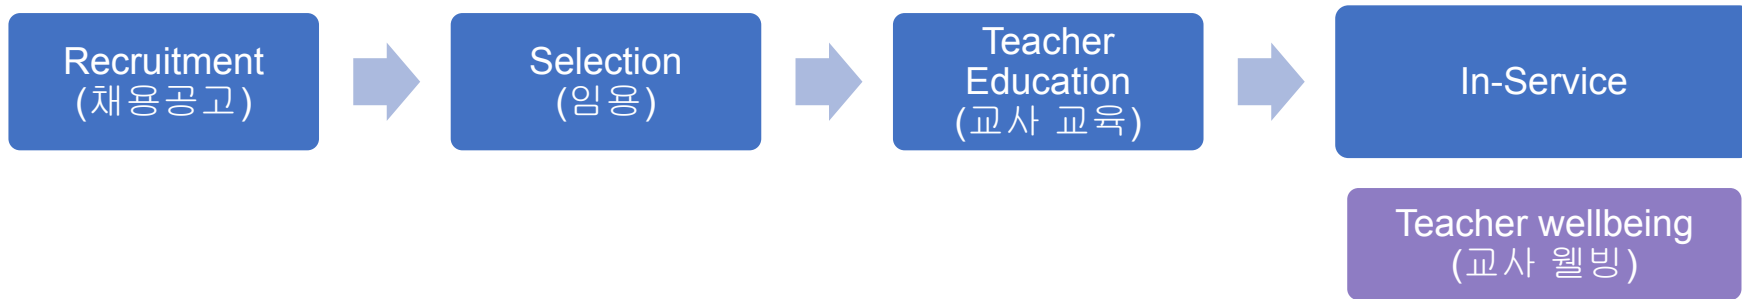 Recruitment
(채용공고)
Selection
(임용)
Teacher
Education
(교사 교육)
In-Service
Teacher wellbeing
(교사 웰빙)